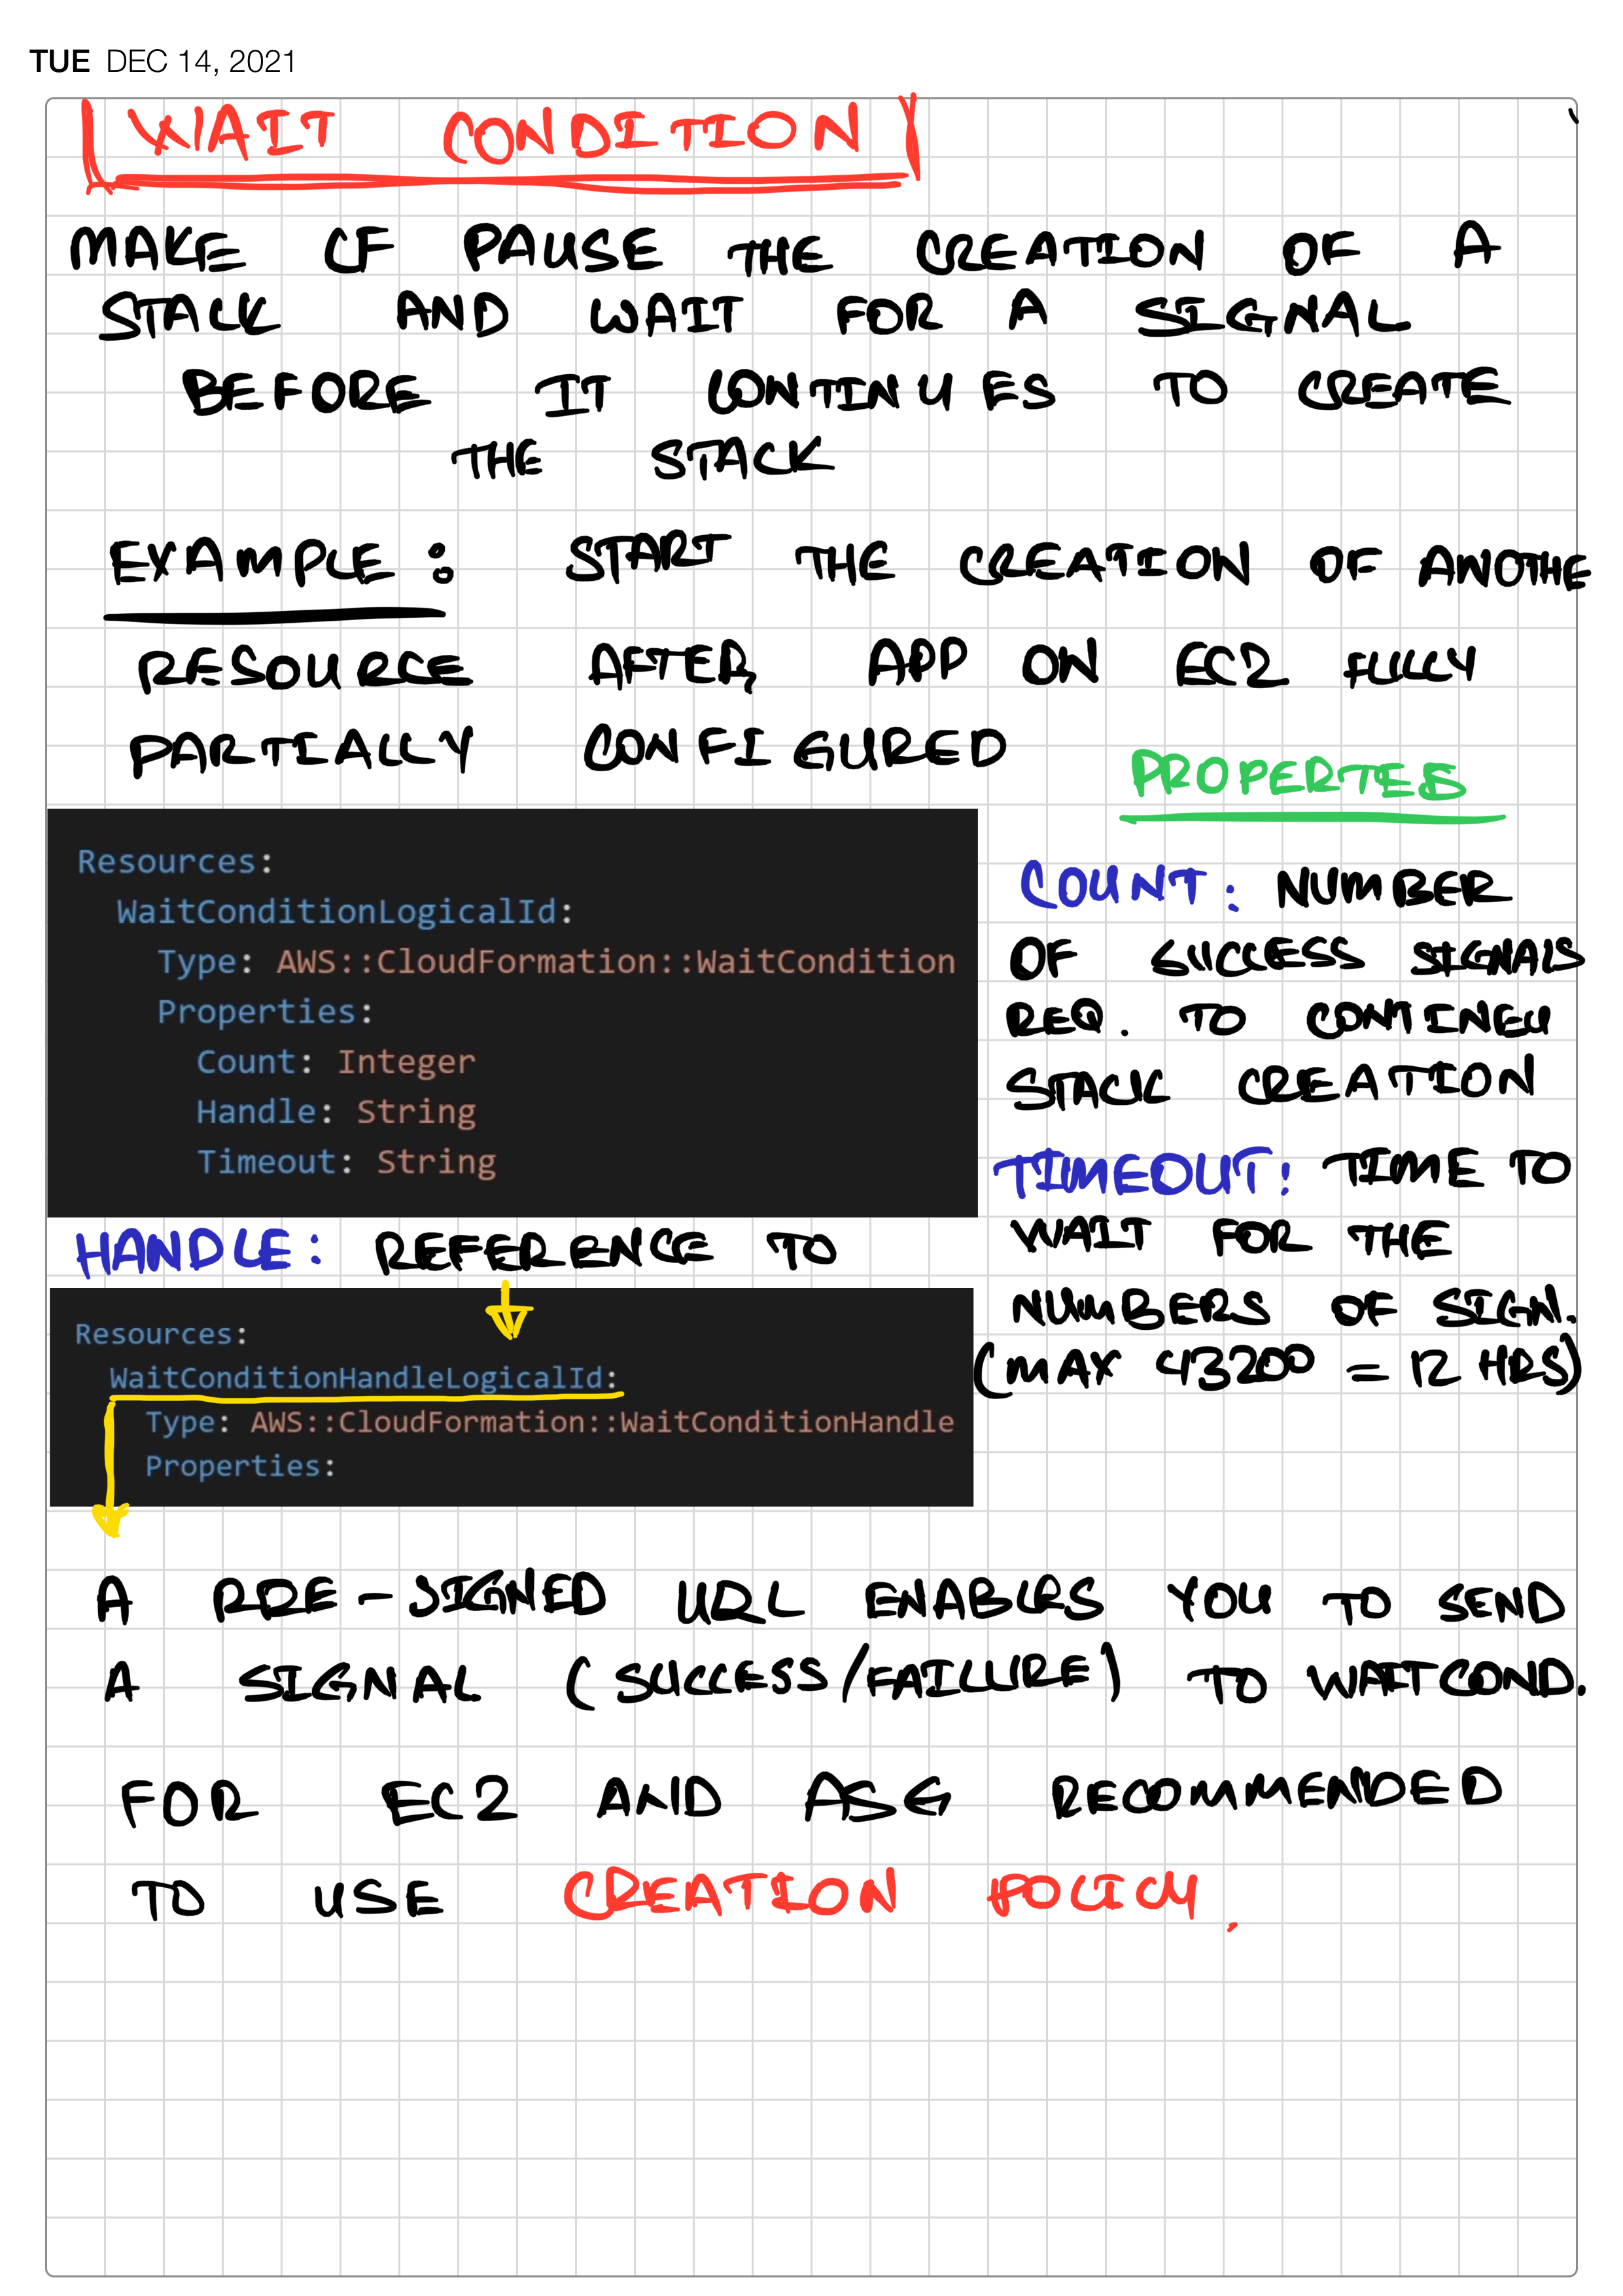 TUE DEC 14, 2021
WAIT CONDITION
MAKE CF PAUSE THE CREATION OF A
STACK AND WAIT FOR A SIGNAL
BEFORE IT CONTINUES TO CREATE
THE STACK
EXAMPLE: START THE CREATION OF ANOTHE
RESOURCE AFTER APP ON EC2 FULLY
PARTIALLY CONFIGURED
Resources:
WaitConditionLogicalId:
Type: AWS::CloudFormation::WaitCondition
Properties:
Count: Integer
Handle: String
Timeout: String
PROPERTES
COUNT: NUMBER
OF SUCCESS SIGNALS
REQ. TO CONTINEU
STACK CREATION
TIMEOUT: TIME TO
WAIT FOR THE
NUMBERS OF SIGN.
(MAX 43200 = 12 HRS)
HANDLE: REFERENCE TO
Resources:
WaitConditionHandleLogicalId:
Type: AWS::CloudFormation::WaitConditionHandle
Properties:
A PRE-SIGNED URL ENABLES YOU TO SEND
A SIGNAL (SUCCESS/FAILURE) TO WAITCOND.
FOR EC2 AND ASG RECOMMENDED
TO USE CREATION POLICY.